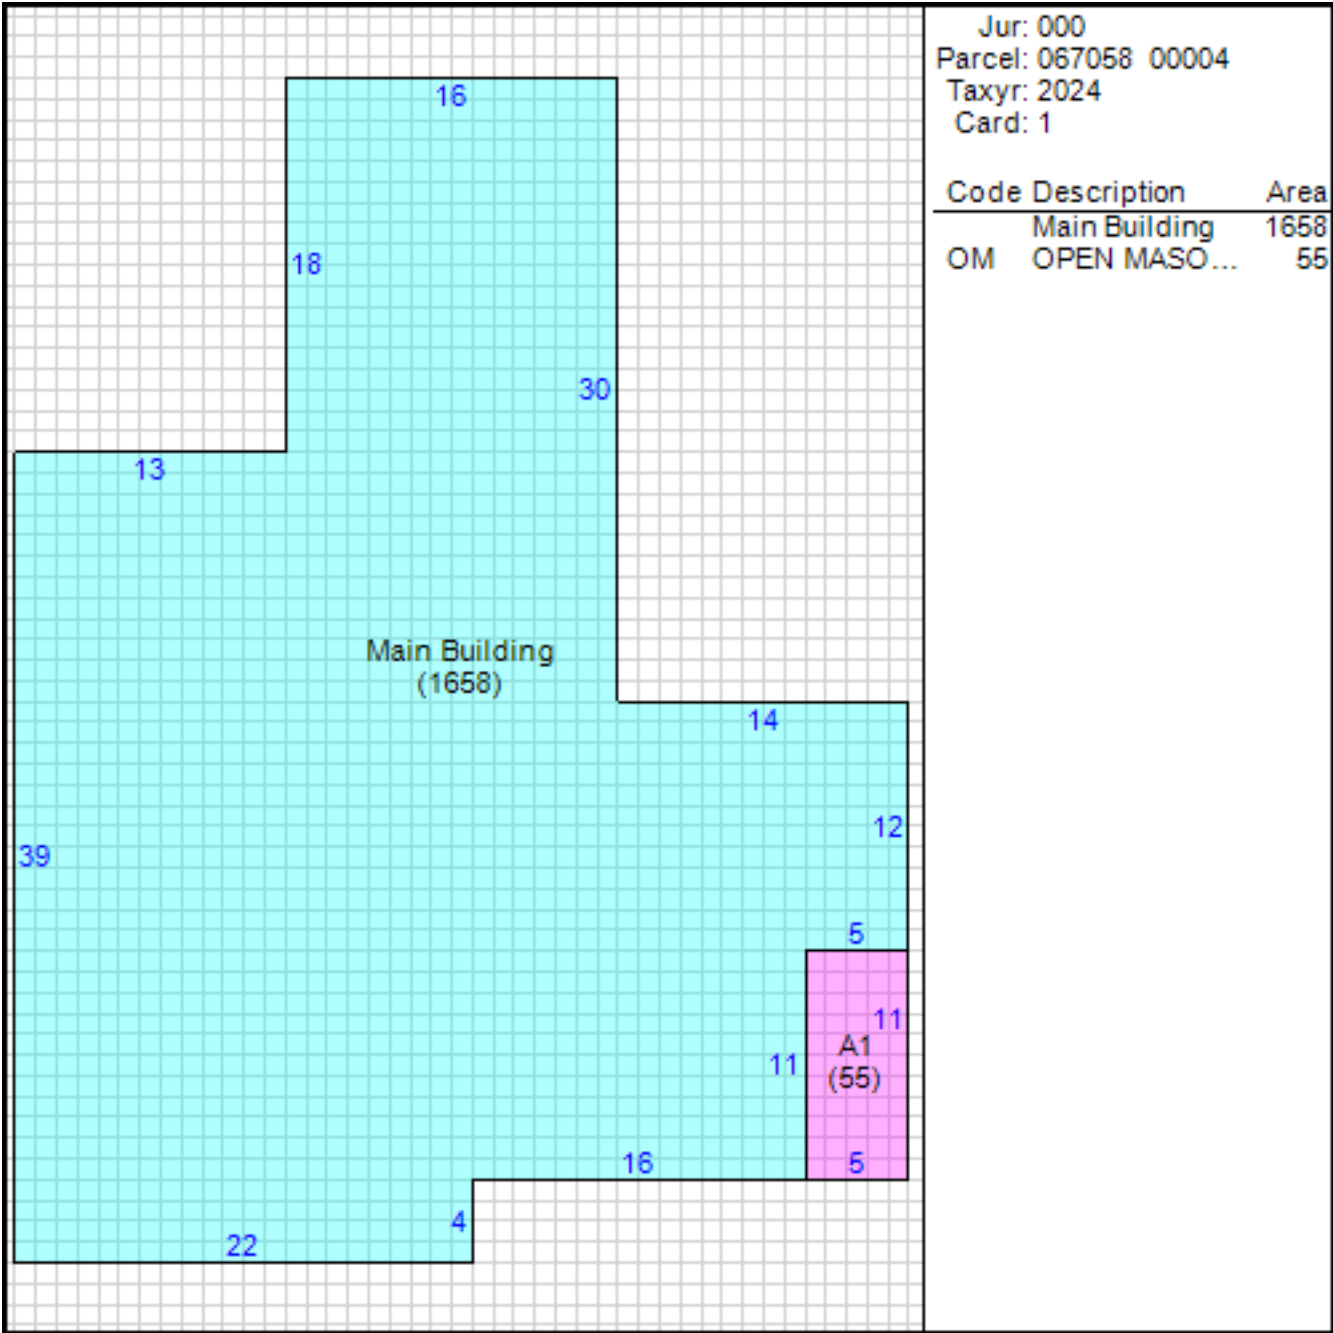 Jur: 000
Parcel: 067058 00004
Taxyr: 2024
Card: 1
Code Description Area
Main Building 1658
OM OPEN MASO... 55
16
18
30
13
Main Building
(1658)
14
12
39
5
11
A1
11
(55)
16
5
4
22